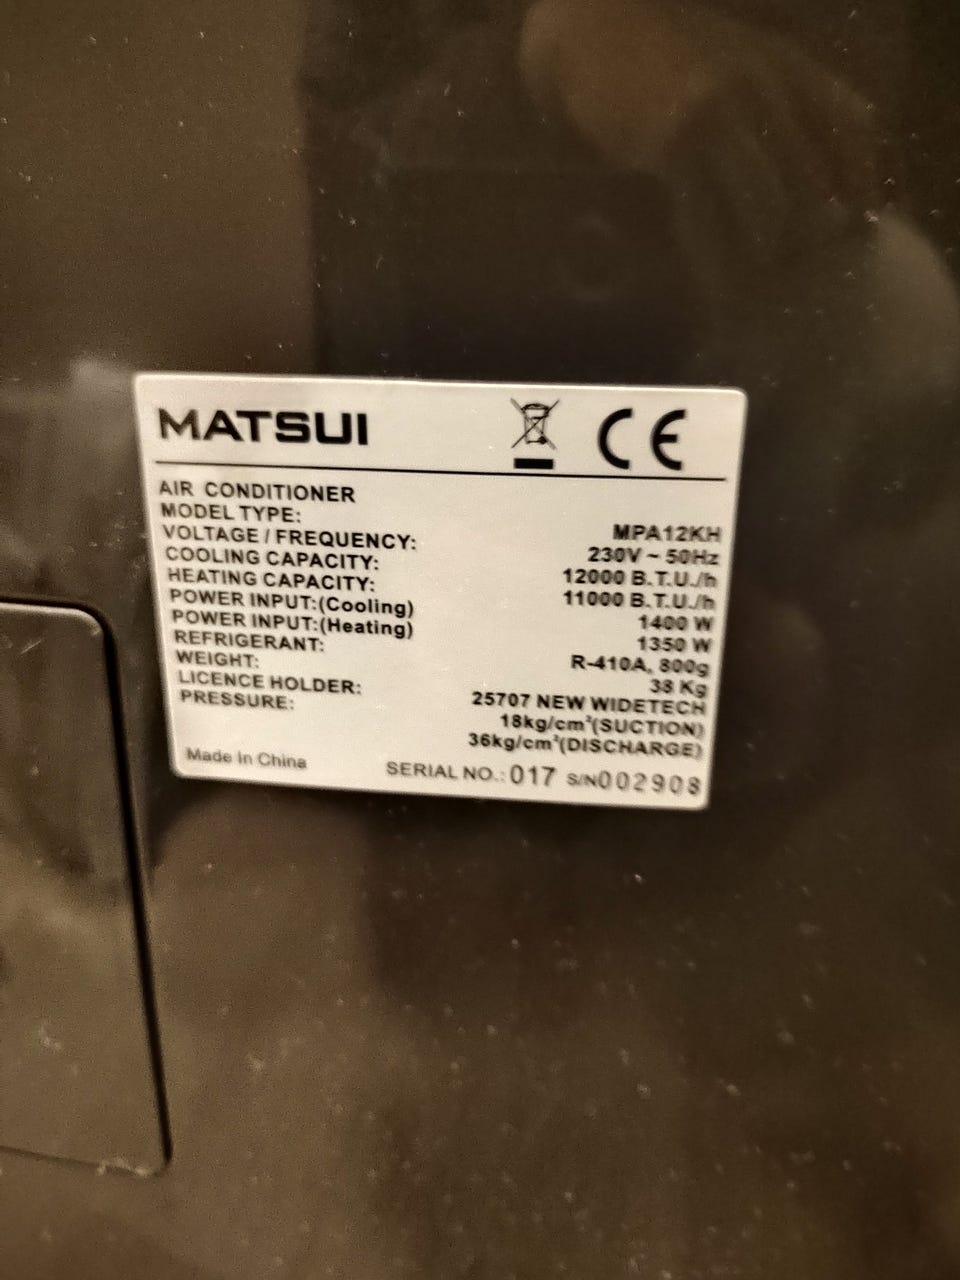 MATSUI CE
AIR CONDITIONER
MODEL TYPE: MPA12KH
VOLTAGE / FREQUENCY: 230V ~ 50Hz
COOLING CAPACITY: 12000 B.T.U./h
HEATING CAPACITY: 11000 B.T.U./h
POWER INPUT:(Cooling) 1400 W
POWER INPUT:(Heating) 1350 W
REFRIGERANT: R-410A, 800g
WEIGHT: 38 Kg
LICENCE HOLDER: 25707 NEW WIDETECH
PRESSURE: 18kg/cm²(SUCTION)
36kg/cm²(DISCHARGE)
Made In China SERIAL NO.: 017 S/N002908